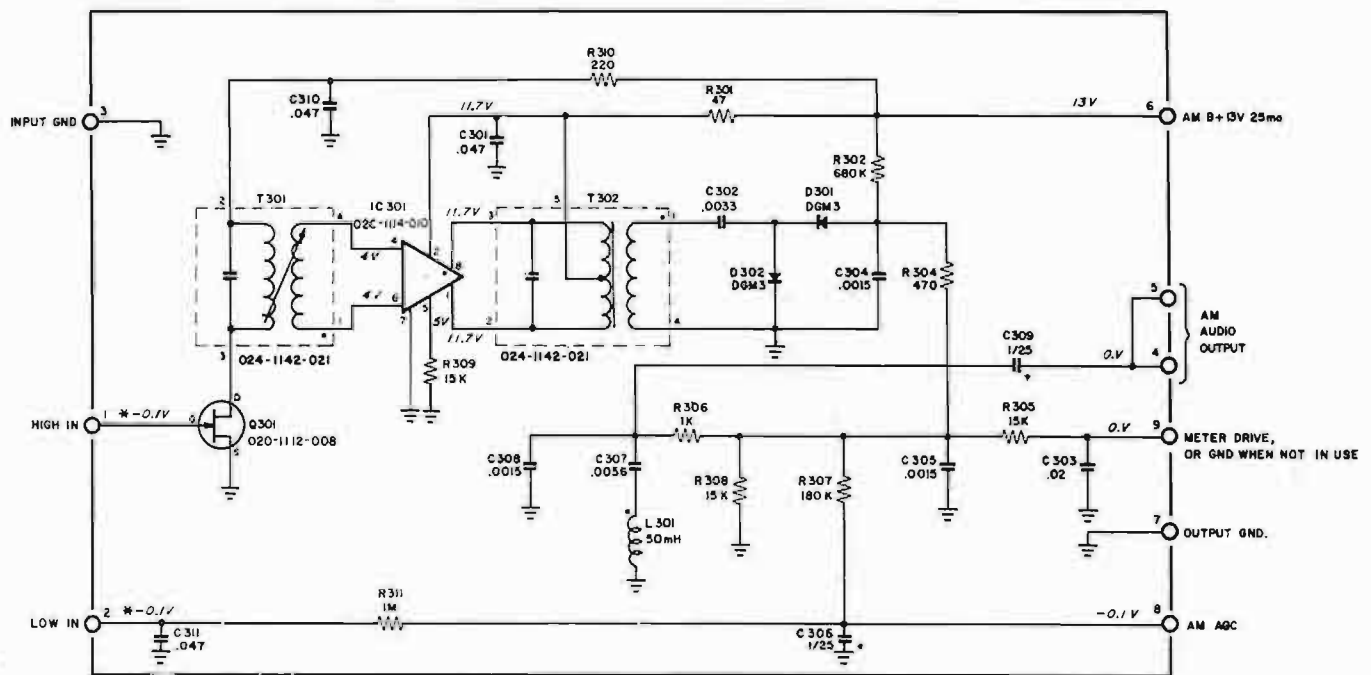 R310
220
R301
47
C310
.047
11.7V
13V
INPUT GND
3
6
AM B+13V 25ma
C301
.047
R302
680K
2
T301
IC301
5
T302
C302
.0033
D301
DGM3
4
11.7V
3
1
4V
4
2
8
D302
DGM3
C304
.0015
R304
470
6
7
5
5V
1
3
024-1142-021
11.7V
2
4
024-1142-021
R309
15K
5
4
AM
AUDIO
OUTPUT
C309
1/25
0.V
HIGH IN
1
*-0.1V
G
D
S
Q301
020-1112-008
R306
1K
R305
15K
0.V
9
METER DRIVE,
OR GND WHEN NOT IN USE
C308
.0015
C307
.0056
R308
15K
R307
180K
C305
.0015
C303
.02
L301
50mH
7
OUTPUT GND.
LOW IN
2
*-0.1V
R311
1M
-0.1V
8
AM AGC
C311
.047
C306
1/25